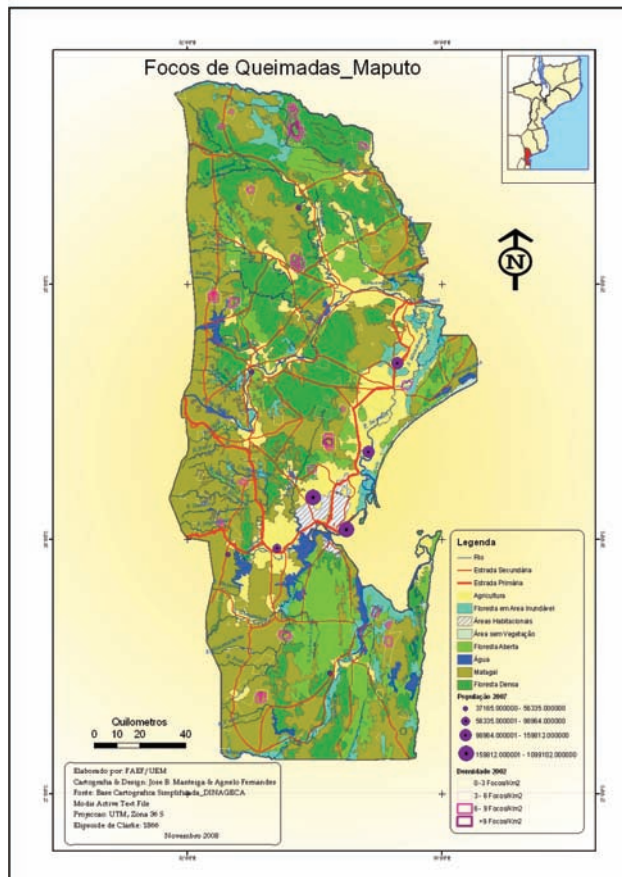 Focos de Queimadas_Maputo
N
Legenda
Rio
Estrada Secundária
Estrada Primária
Agricultura
Floresta em Area Inundável
Áreas Habitacionais
Área sem Vegetação
Floresta Aberta
Água
Matagal
Floresta Densa
População 2007
37165.000000 - 58335.000000
58335.000001 - 98964.000000
98964.000001 - 159812.000000
159812.000001 - 1099102.000000
Densidade 2002
0 - 3 Focos/Km2
3 - 6 Focos/Km2
6 - 9 Focos/Km2
+9 Focos/Km2
Quilometros
0 10 20 40
Elaborado por: FAEF/UEM
Cartografia & Design: Jose B. Manteiga & Agnelo Fernandes
Fonte: Base Cartografica Simplificada_DINAGECA
Modis Active Text File
Projeccao: UTM, Zona 36 S
Elipsoide de Clarke: 1866
Novembro 2008